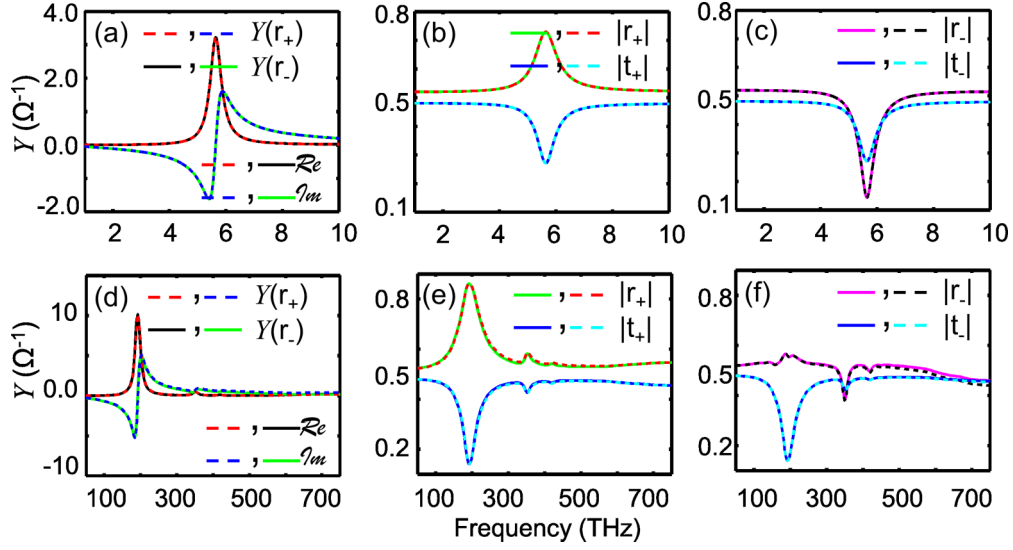 (a) , Y(r₊)
, Y(r₋)
4.0
2.0
0.0
-2.0
Y (Ω⁻¹)
, Re
, Im
2 4 6 8 10
(b) , |r₊|
, |t₊|
0.8
0.5
0.1
2 4 6 8 10
(c) , |r₋|
, |t₋|
0.8
0.5
0.1
2 4 6 8 10
(d) , Y(r₊)
, Y(r₋)
10
0.0
-10
Y (Ω⁻¹)
, Re
, Im
100 300 500 700
(e) , |r₊|
, |t₊|
0.8
0.5
0.2
100 300 500 700
(f) , |r₋|
, |t₋|
0.8
0.5
0.2
100 300 500 700
Frequency (THz)